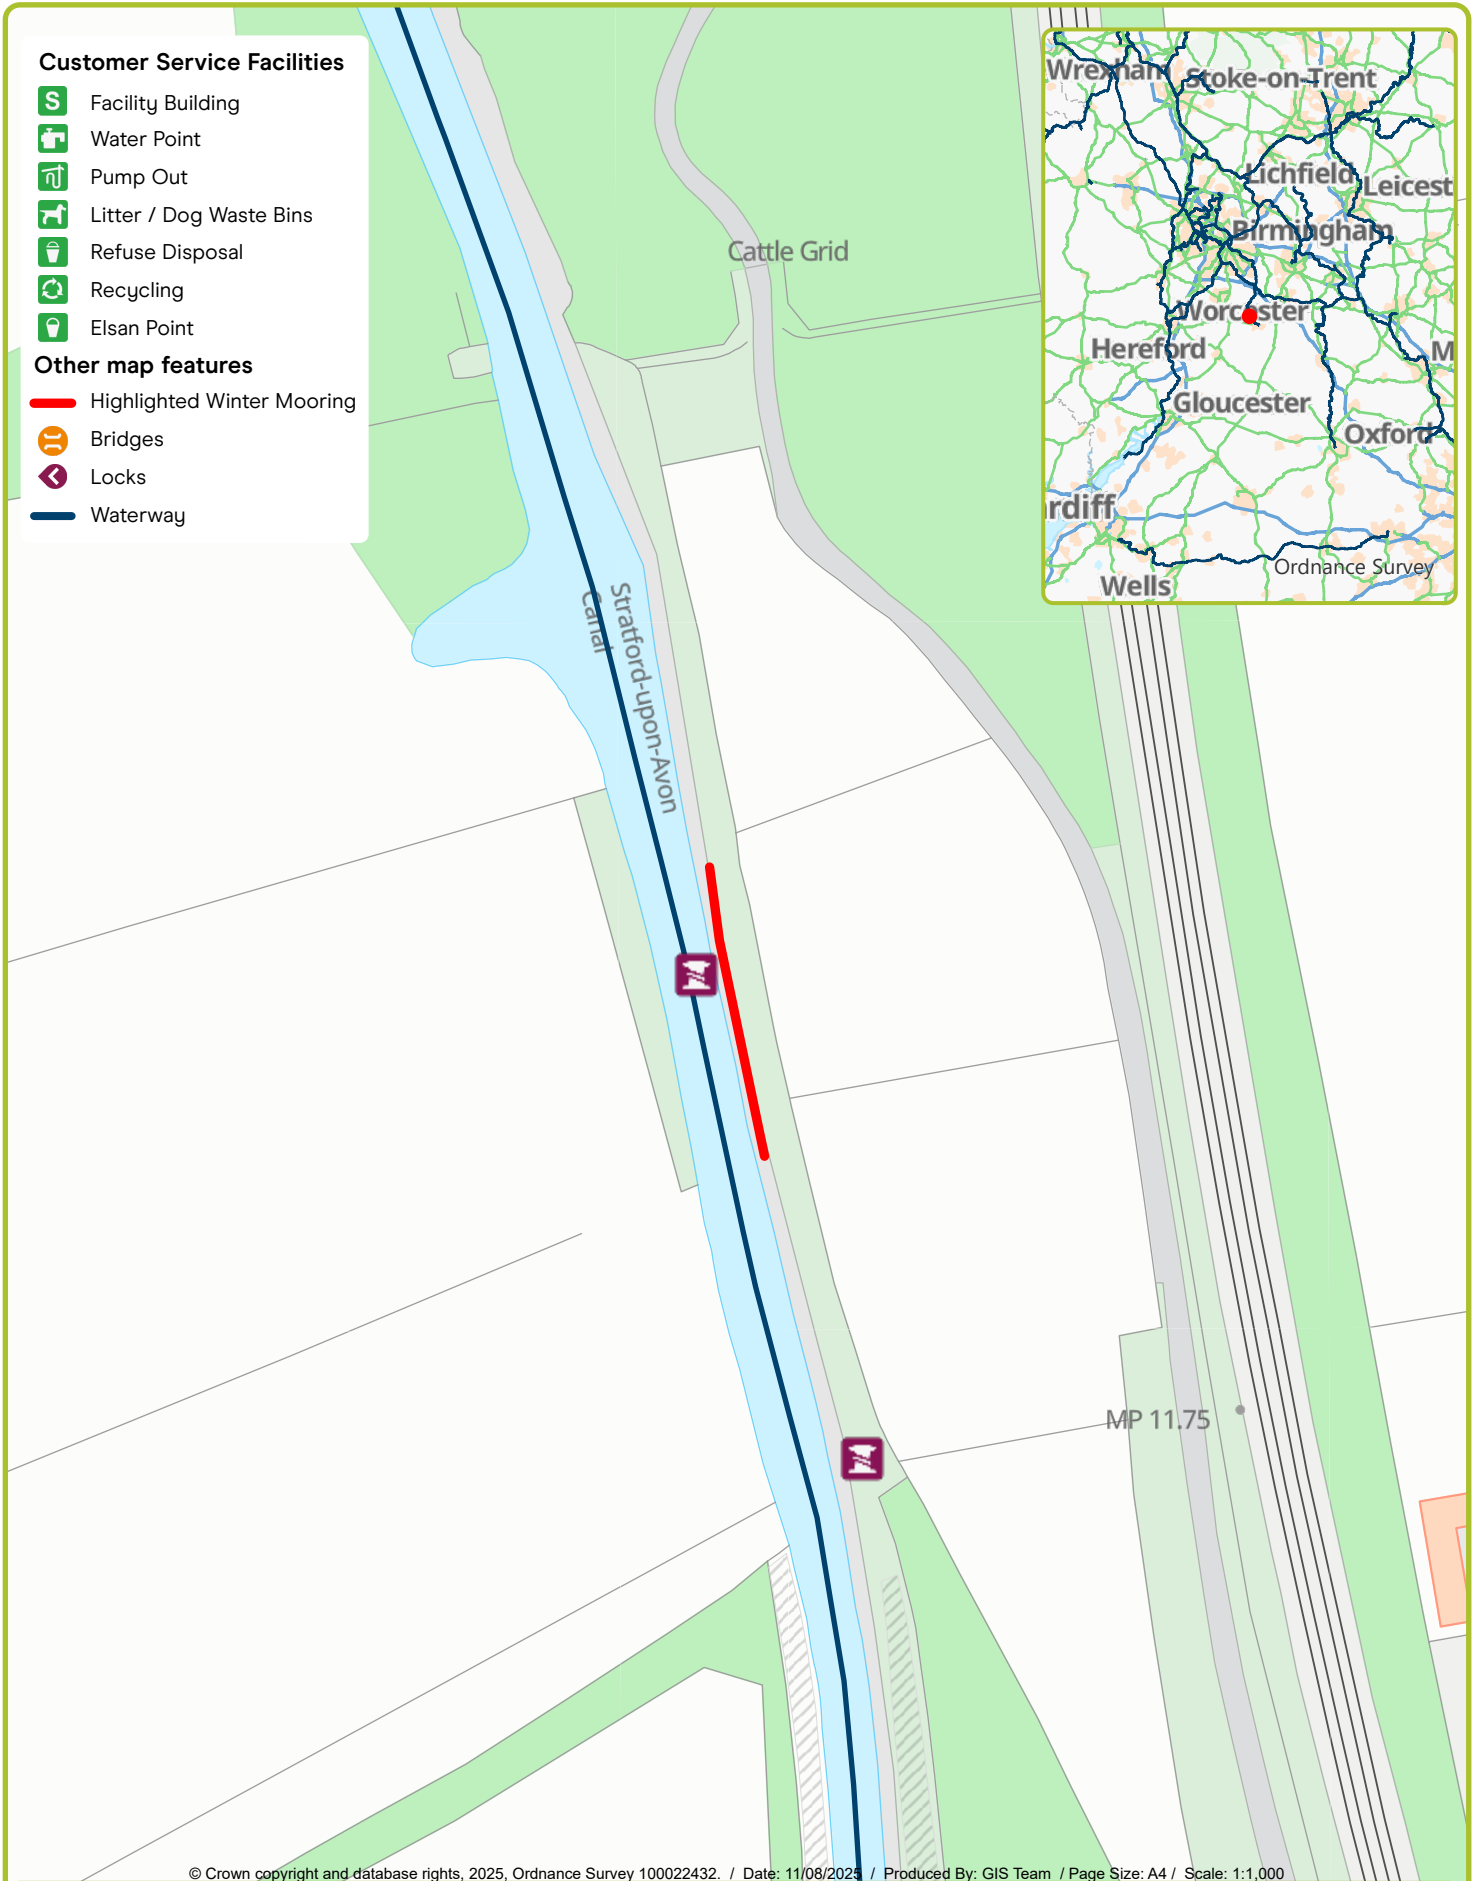 Customer Service Facilities
S Facility Building
Water Point
Pump Out
Litter / Dog Waste Bins
Refuse Disposal
Recycling
Elsan Point
Other map features
Highlighted Winter Mooring
Bridges
Locks
Waterway
Cattle Grid
Stratford-upon-Avon
Canal
MP 11.75
Wrexham
Stoke-on-Trent
Lichfield
Leicest
Birmingham
Worcester
Hereford
M
Gloucester
Oxford
rdiff
Ordnance Survey
Wells
© Crown copyright and database rights, 2025, Ordnance Survey 100022432. / Date: 11/08/2025 / Produced By: GIS Team / Page Size: A4 / Scale: 1:1,000